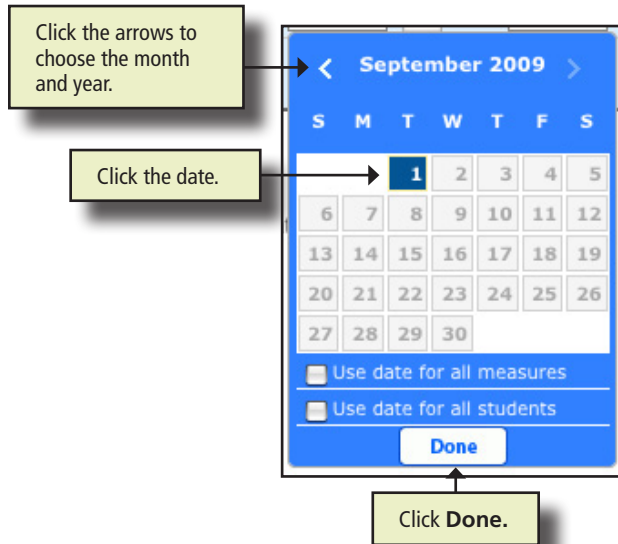 Click the arrows to
choose the month
and year.
September 2009
S M T W T F S
Click the date.
1 2 3 4 5
6 7 8 9 10 11 12
13 14 15 16 17 18 19
20 21 22 23 24 25 26
27 28 29 30
Use date for all measures
Use date for all students
Done
Click Done.